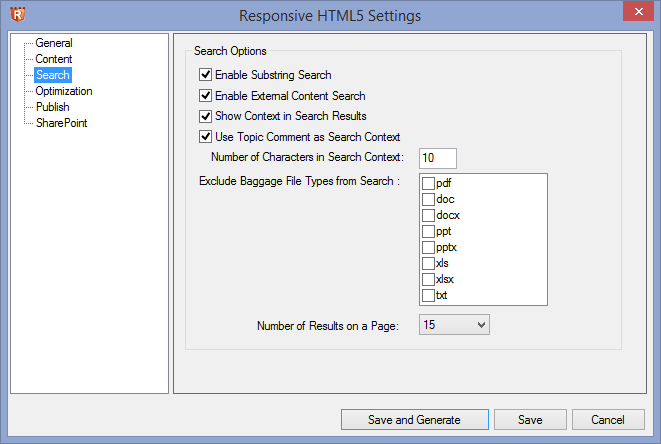 Responsive HTML5 Settings
General
Content
Search
Optimization
Publish
SharePoint
Search Options
Enable Substring Search
Enable External Content Search
Show Context in Search Results
Use Topic Comment as Search Context
Number of Characters in Search Context: 10
Exclude Baggage File Types from Search :
pdf
doc
docx
ppt
pptx
xls
xlsx
txt
Number of Results on a Page: 15
Save and Generate Save Cancel